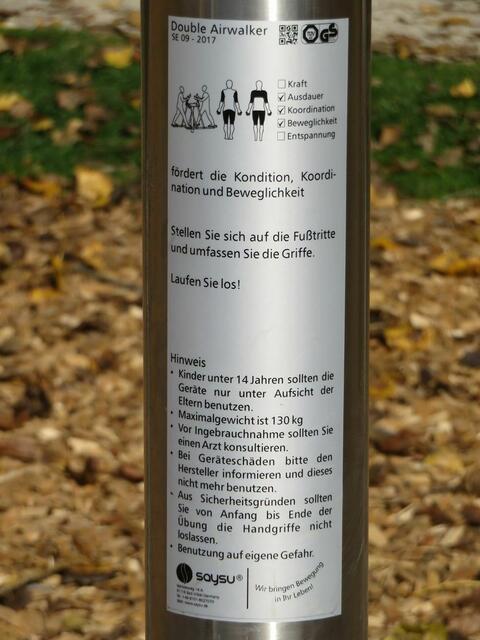 Double Airwalker
SE 09 - 2017
GS
Kraft
Ausdauer
Koordination
Beweglichkeit
Entspannung
fördert die Kondition, Koordi-
nation und Beweglichkeit
Stellen Sie sich auf die Fußtritte
und umfassen Sie die Griffe.
Laufen Sie los!
Hinweis
• Kinder unter 14 Jahren sollten die
Geräte nur unter Aufsicht der
Eltern benutzen.
• Maximalgewicht ist 130 kg
• Vor Ingebrauchnahme sollten Sie
einen Arzt konsultieren.
• Bei Geräteschäden bitte den
Hersteller informieren und dieses
nicht mehr benutzen.
• Aus Sicherheitsgründen sollten
Sie von Anfang bis Ende der
Übung die Handgriffe nicht
loslassen.
• Benutzung auf eigene Gefahr.
saysu®
Wir bringen Bewegung
in Ihr Leben!